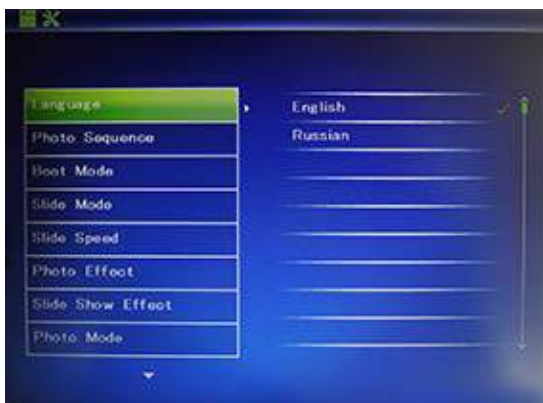 Language
Photo Sequence
Boot Mode
Slide Mode
Slide Speed
Photo Effect
Slide Show Effect
Photo Mode
English
Russian